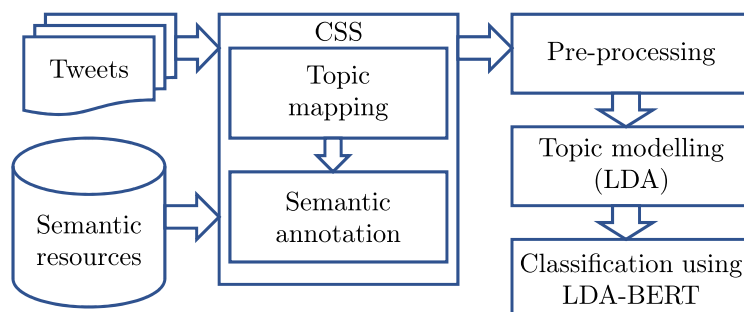 Tweets
Semantic
resources
CSS
Topic
mapping
Semantic
annotation
Pre-processing
Topic modelling
(LDA)
Classification using
LDA-BERT